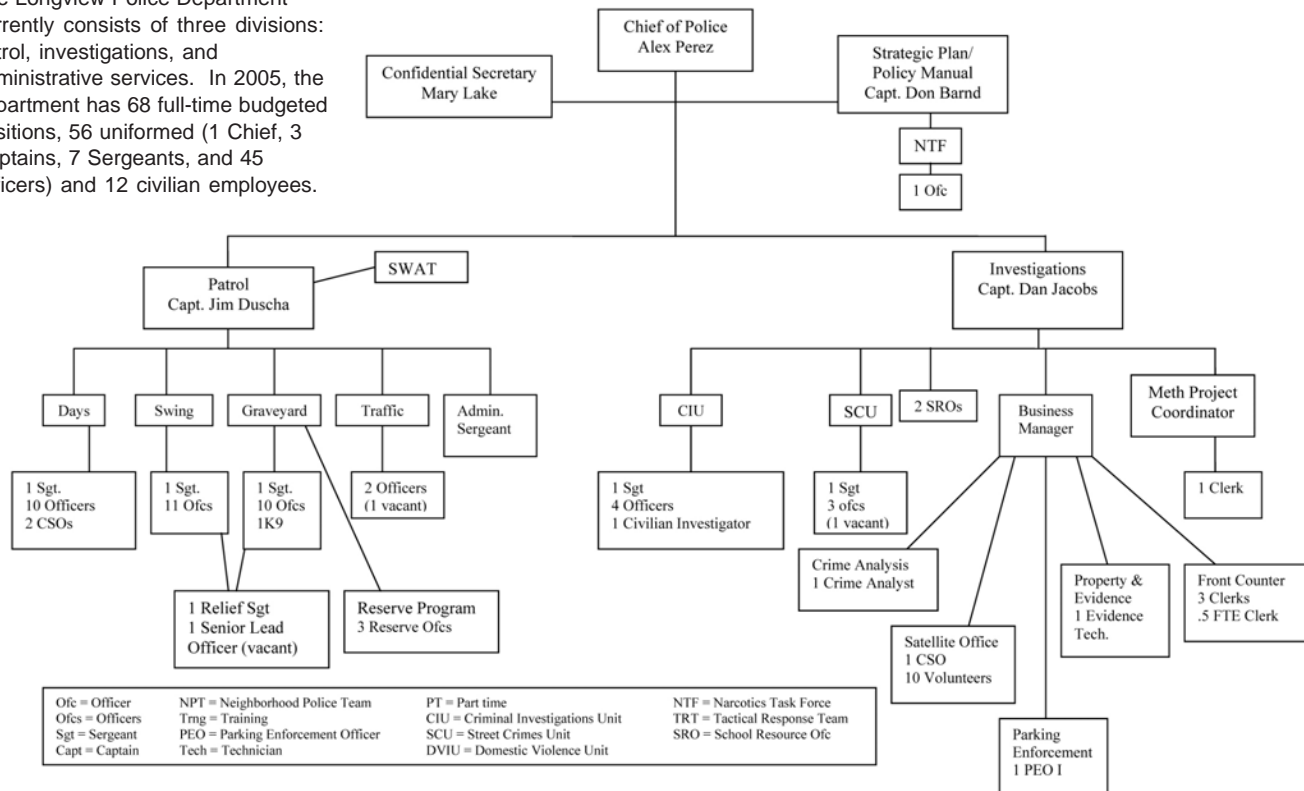 e Longview Police Department
rrently consists of three divisions:
trol, investigations, and
ministrative services. In 2005, the
partment has 68 full-time budgeted
sitions, 56 uniformed (1 Chief, 3
ptains, 7 Sergeants, and 45
ficers) and 12 civilian employees.
Chief of Police
Alex Perez
Confidential Secretary
Mary Lake
Strategic Plan/
Policy Manual
Capt. Don Barnd
NTF
1 Ofc
Patrol
Capt. Jim Duscha
SWAT
Investigations
Capt. Dan Jacobs
Days
Swing
Graveyard
Traffic
Admin.
Sergeant
CIU
SCU
2 SROs
Business
Manager
Meth Project
Coordinator
1 Sgt.
10 Officers
2 CSOs
1 Sgt.
11 Ofcs
1 Sgt.
10 Ofcs
1K9
2 Officers
(1 vacant)
1 Sgt
4 Officers
1 Civilian Investigator
1 Sgt
3 ofcs
(1 vacant)
1 Clerk
1 Relief Sgt
1 Senior Lead
Officer (vacant)
Reserve Program
3 Reserve Ofcs
Crime Analysis
1 Crime Analyst
Satellite Office
1 CSO
10 Volunteers
Property &
Evidence
1 Evidence
Tech.
Front Counter
3 Clerks
.5 FTE Clerk
Parking
Enforcement
1 PEO I
Ofc = Officer
Ofcs = Officers
Sgt = Sergeant
Capt = Captain
NPT = Neighborhood Police Team
Trng = Training
PEO = Parking Enforcement Officer
Tech = Technician
PT = Part time
CIU = Criminal Investigations Unit
SCU = Street Crimes Unit
DVIU = Domestic Violence Unit
NTF = Narcotics Task Force
TRT = Tactical Response Team
SRO = School Resource Ofc